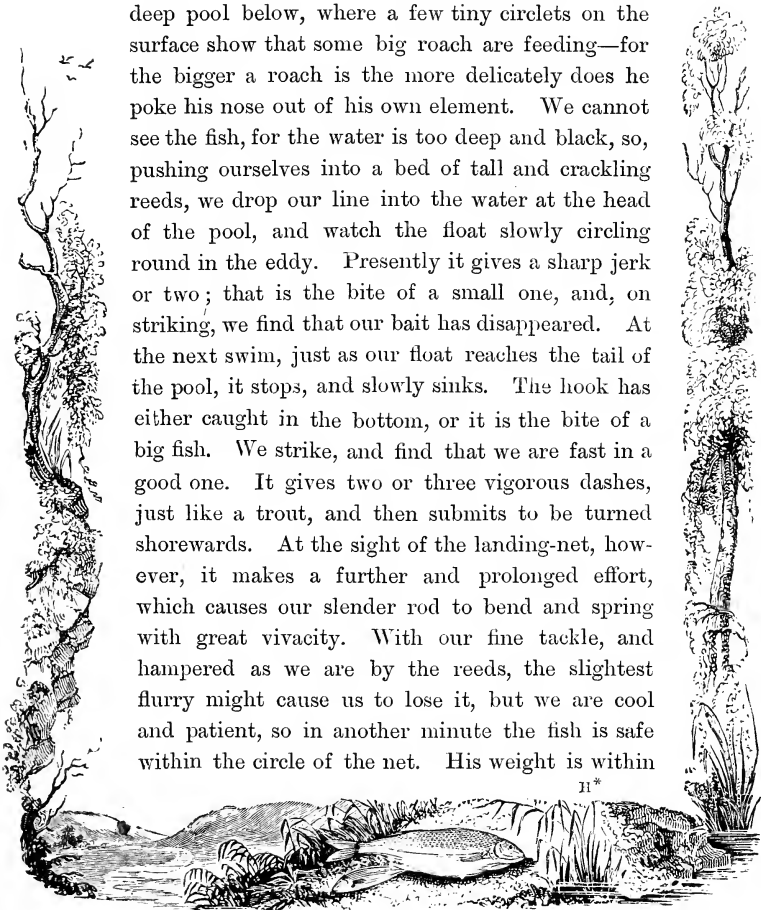 deep pool below, where a few tiny circlets on the
surface show that some big roach are feeding—for
the bigger a roach is the more delicately does he
poke his nose out of his own element. We cannot
see the fish, for the water is too deep and black, so,
pushing ourselves into a bed of tall and crackling
reeds, we drop our line into the water at the head
of the pool, and watch the float slowly circling
round in the eddy. Presently it gives a sharp jerk
or two; that is the bite of a small one, and, on
striking, we find that our bait has disappeared. At
the next swim, just as our float reaches the tail of
the pool, it stops, and slowly sinks. The hook has
either caught in the bottom, or it is the bite of a
big fish. We strike, and find that we are fast in a
good one. It gives two or three vigorous dashes,
just like a trout, and then submits to be turned
shorewards. At the sight of the landing-net, how-
ever, it makes a further and prolonged effort,
which causes our slender rod to bend and spring
with great vivacity. With our fine tackle, and
hampered as we are by the reeds, the slightest
flurry might cause us to lose it, but we are cool
and patient, so in another minute the fish is safe
within the circle of the net. His weight is within
H*